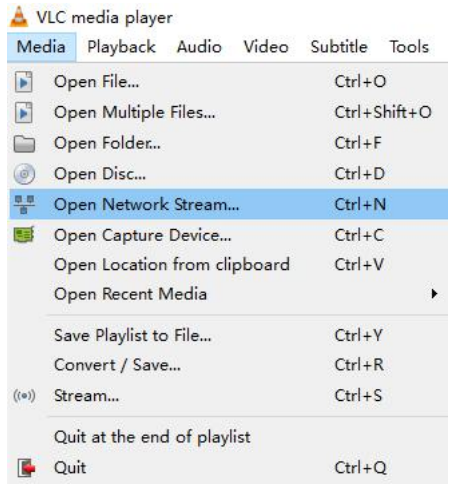 VLC media player
Media Playback Audio Video Subtitle Tools
Open File... Ctrl+O
Open Multiple Files... Ctrl+Shift+O
Open Folder... Ctrl+F
Open Disc... Ctrl+D
Open Network Stream... Ctrl+N
Open Capture Device... Ctrl+C
Open Location from clipboard Ctrl+V
Open Recent Media
Save Playlist to File... Ctrl+Y
Convert / Save... Ctrl+R
Stream... Ctrl+S
Quit at the end of playlist
Quit Ctrl+Q